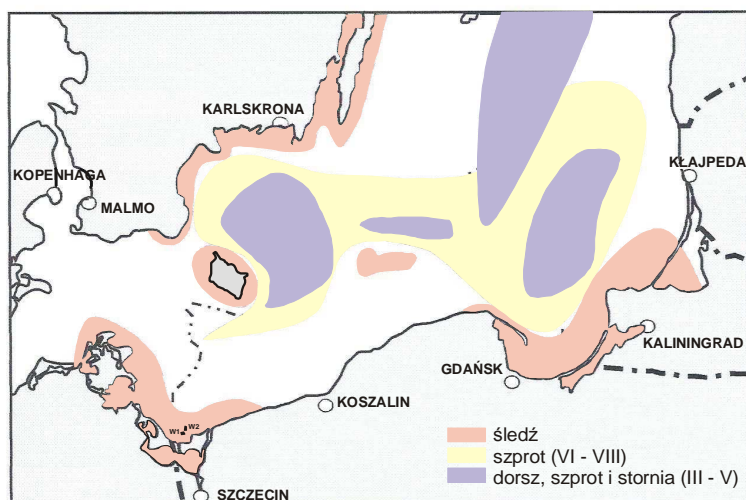 KARLSKRONA
KOPENHAGA
MALMO
KŁAJPEDA
KALININGRAD
GDAŃSK
KOSZALIN
W1 W2
SZCZECIN
śledź
szprot (VI - VIII)
dorsz, szprot i stornia (III - V)